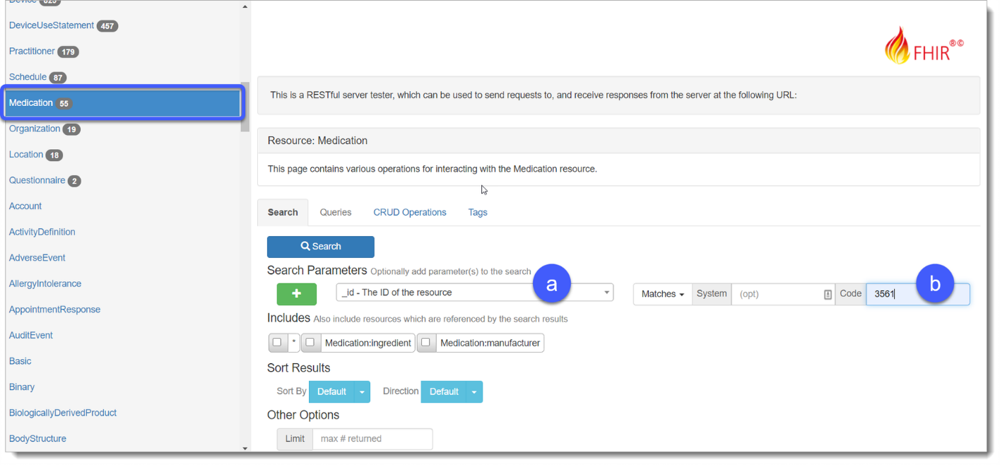 Device 825
DeviceUseStatement 457
Practitioner 179
Schedule 87
Medication 55
Organization 19
Location 18
Questionnaire 2
Account
ActivityDefinition
AdverseEvent
AllergyIntolerance
AppointmentResponse
AuditEvent
Basic
Binary
BiologicallyDerivedProduct
BodyStructure
FHIR®©
This is a RESTful server tester, which can be used to send requests to, and receive responses from the server at the following URL:
Resource: Medication
This page contains various operations for interacting with the Medication resource.
Search Queries CRUD Operations Tags
Search
Search Parameters Optionally add parameter(s) to the search
+ _id - The ID of the resource a Matches System (opt) Code 3561 b
Includes Also include resources which are referenced by the search results
* Medication:ingredient Medication:manufacturer
Sort Results
Sort By Default Direction Default
Other Options
Limit max # returned